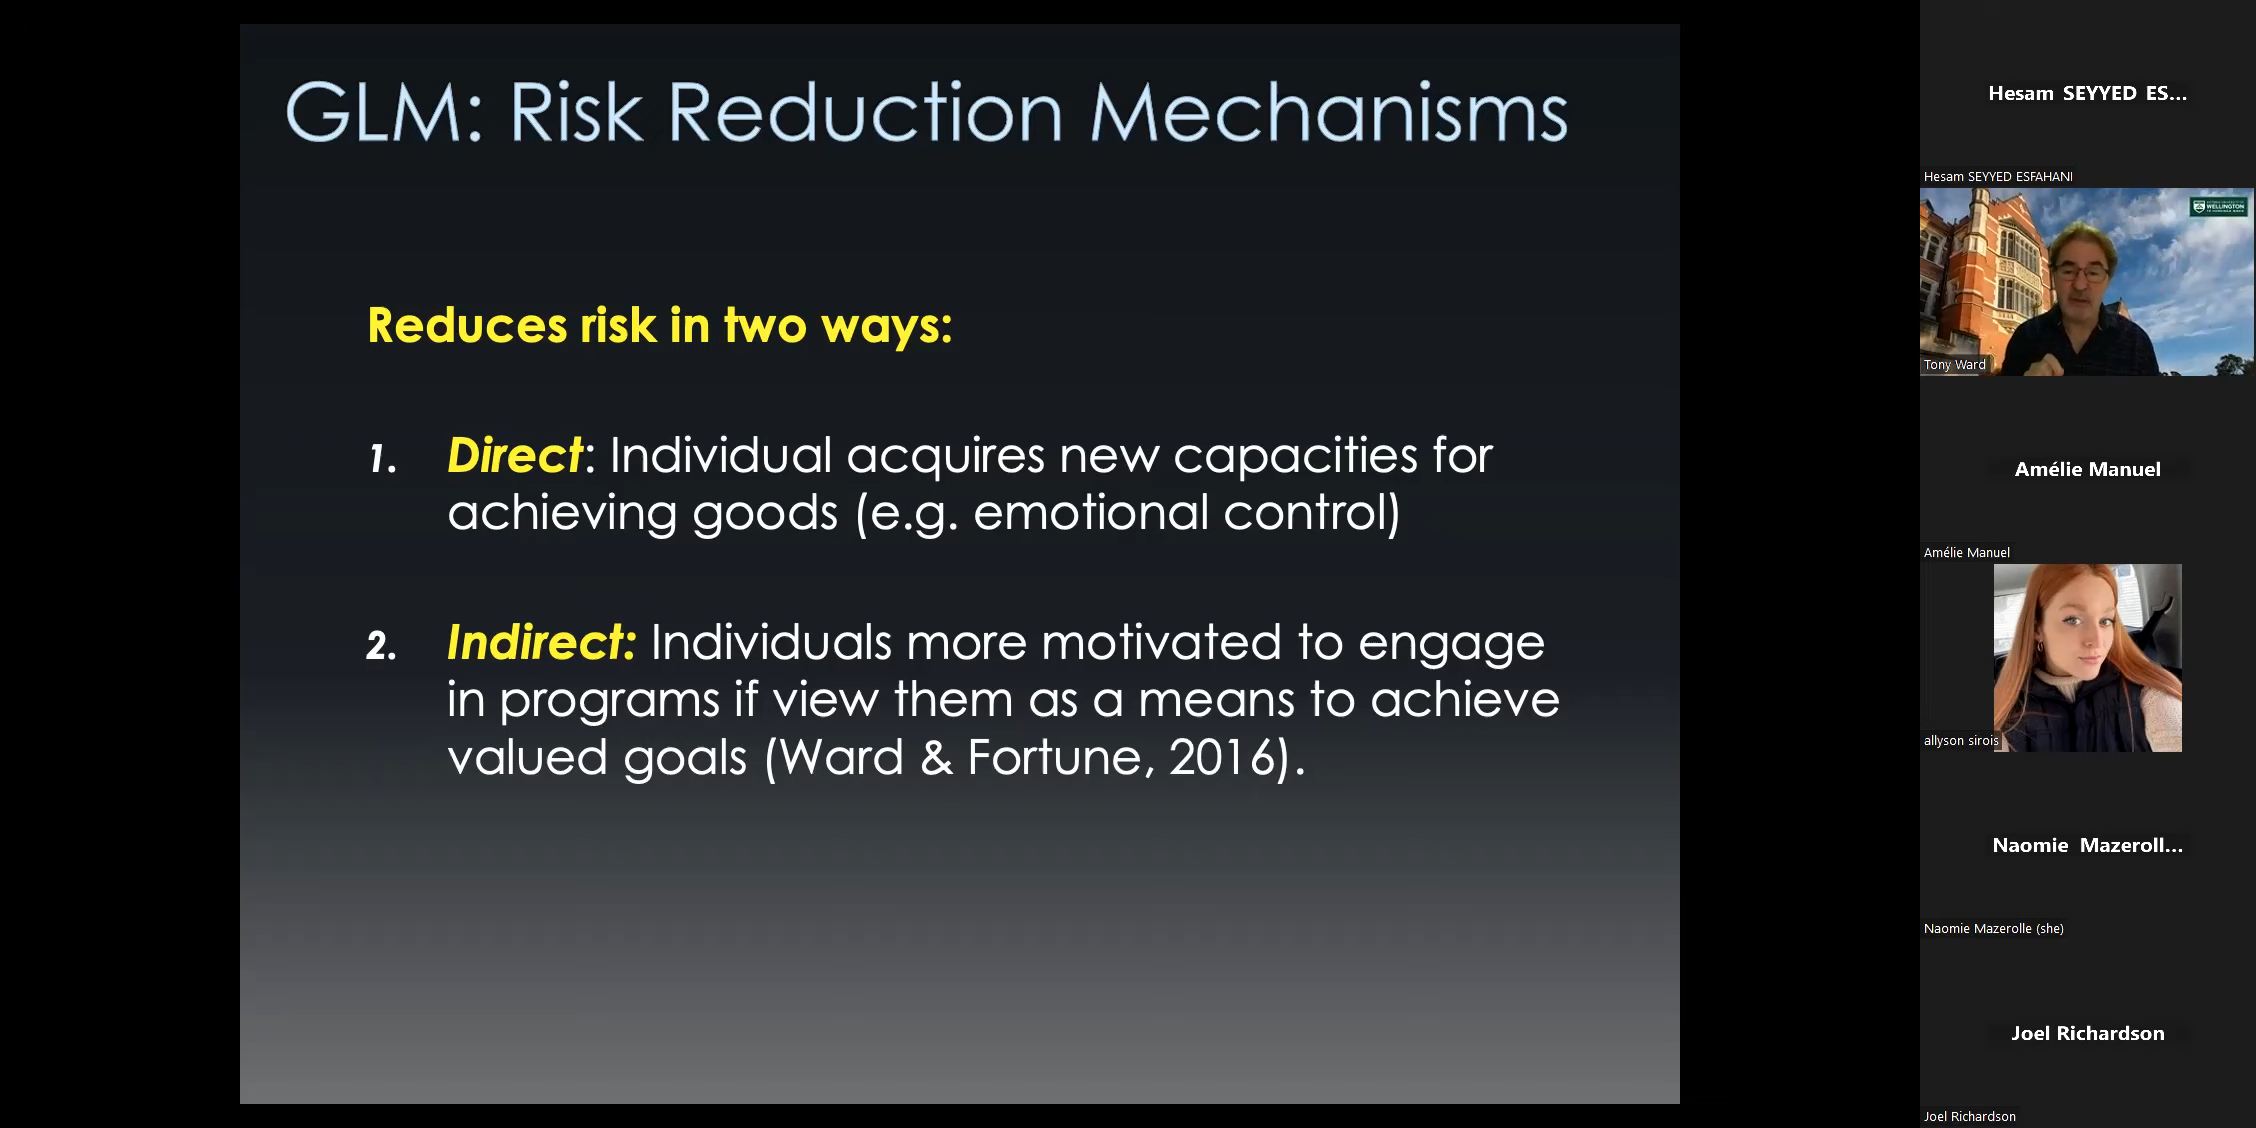 GLM: Risk Reduction Mechanisms
Reduces risk in two ways:
1. Direct: Individual acquires new capacities for
achieving goods (e.g. emotional control)
2. Indirect: Individuals more motivated to engage
in programs if view them as a means to achieve
valued goals (Ward & Fortune, 2016).
Hesam SEYYED ES...
Hesam SEYYED ESFAHANI
WELLINGTON
Tony Ward
Amélie Manuel
Amélie Manuel
allyson sirois
Naomie Mazeroll...
Naomie Mazerolle (she)
Joel Richardson
Joel Richardson